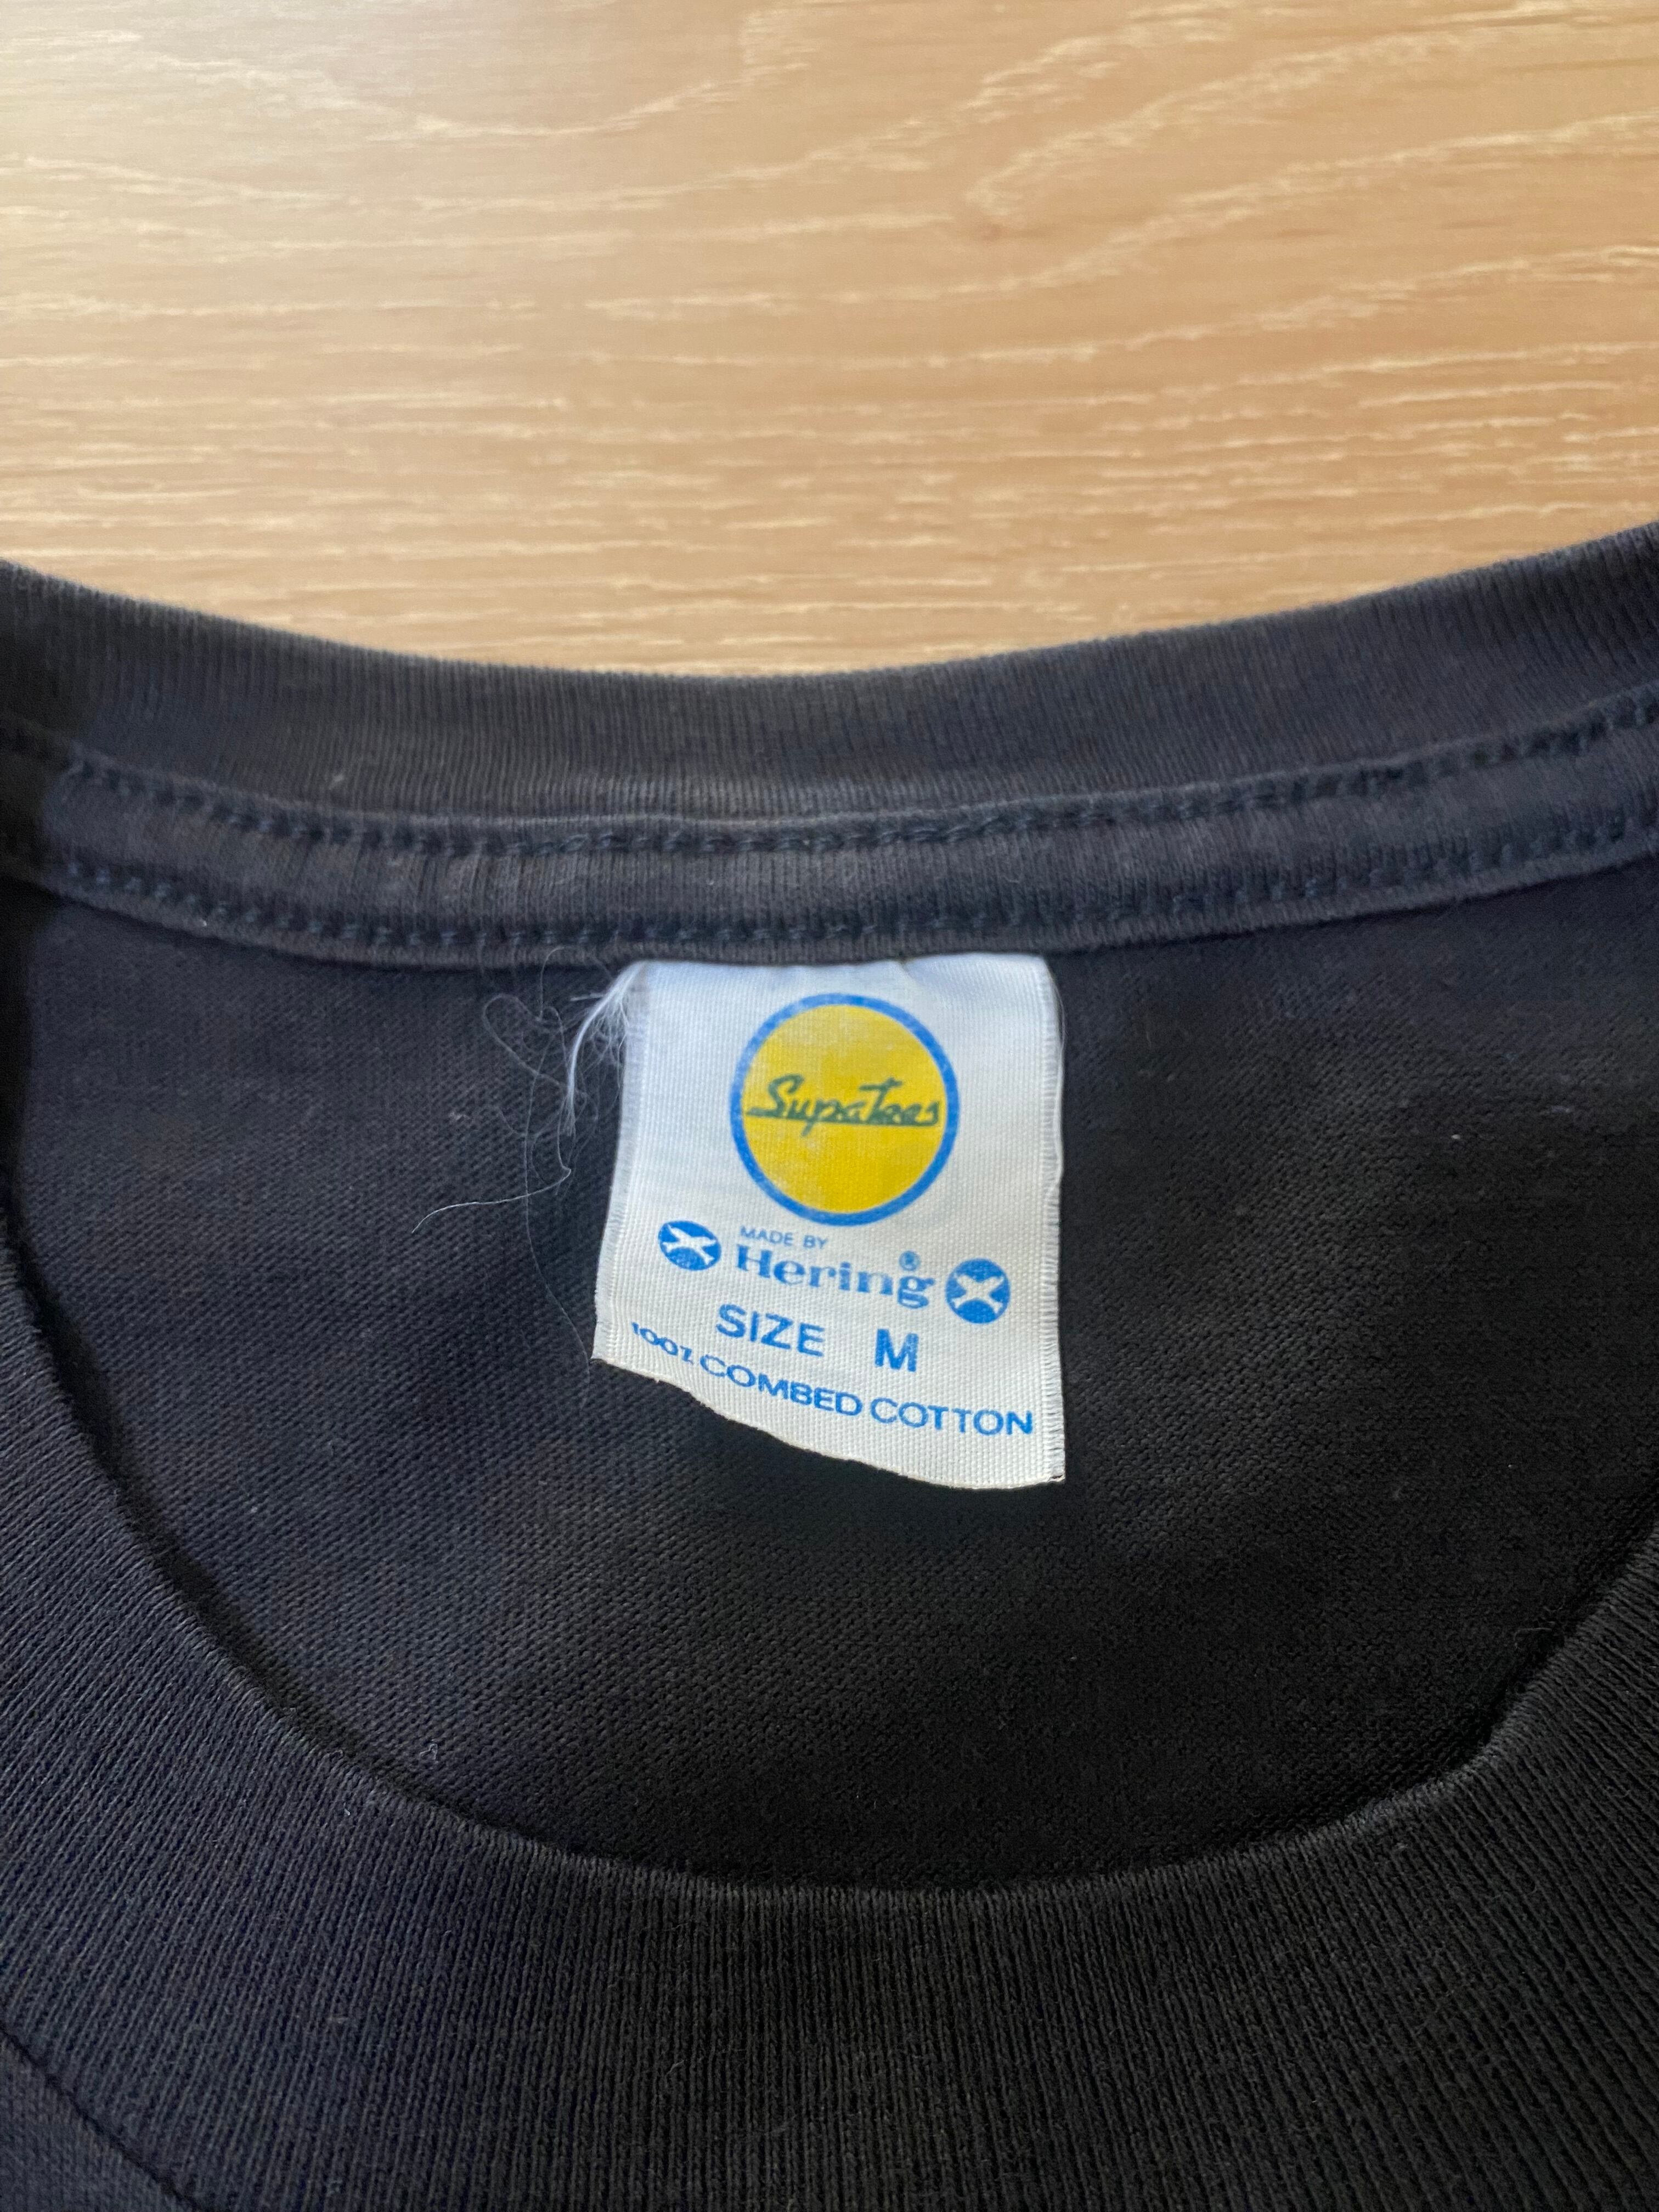 SupaTees
MADE BY
Hering®
SIZE M
100% COMBED COTTON